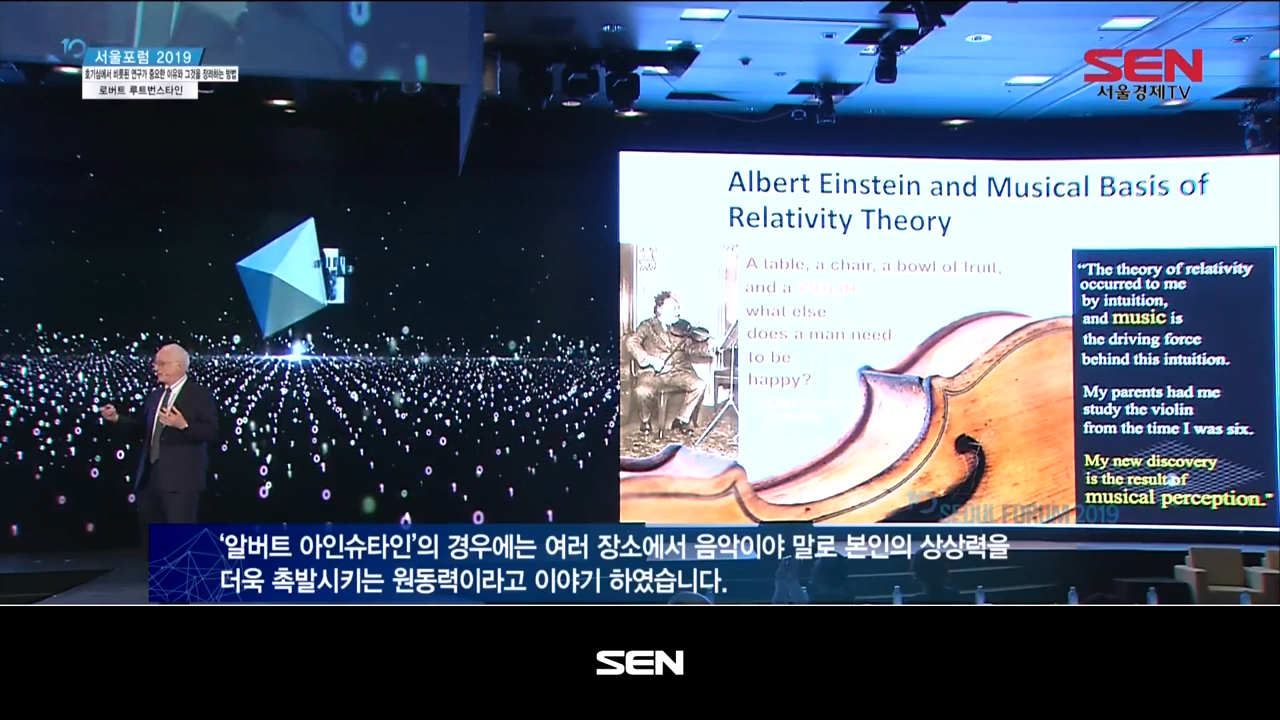 10
서울포럼 2019
호기심에서 비롯된 연구가 중요한 이유와 그것을 장려하는 방법
로버트 루트번스타인
SEN
서울경제TV
Albert Einstein and Musical Basis of
Relativity Theory
A table, a chair, a bowl of fruit,
and a violin;
what else
does a man need
to be
happy?
"The theory of relativity
occurred to me
by intuition,
and music is
the driving force
behind this intuition.
My parents had me
study the violin
from the time I was six.
My new discovery
is the result of
musical perception."
10 SEOUL FORUM 2019
'알버트 아인슈타인'의 경우에는 여러 장소에서 음악이야 말로 본인의 상상력을
더욱 촉발시키는 원동력이라고 이야기 하였습니다.
SEN